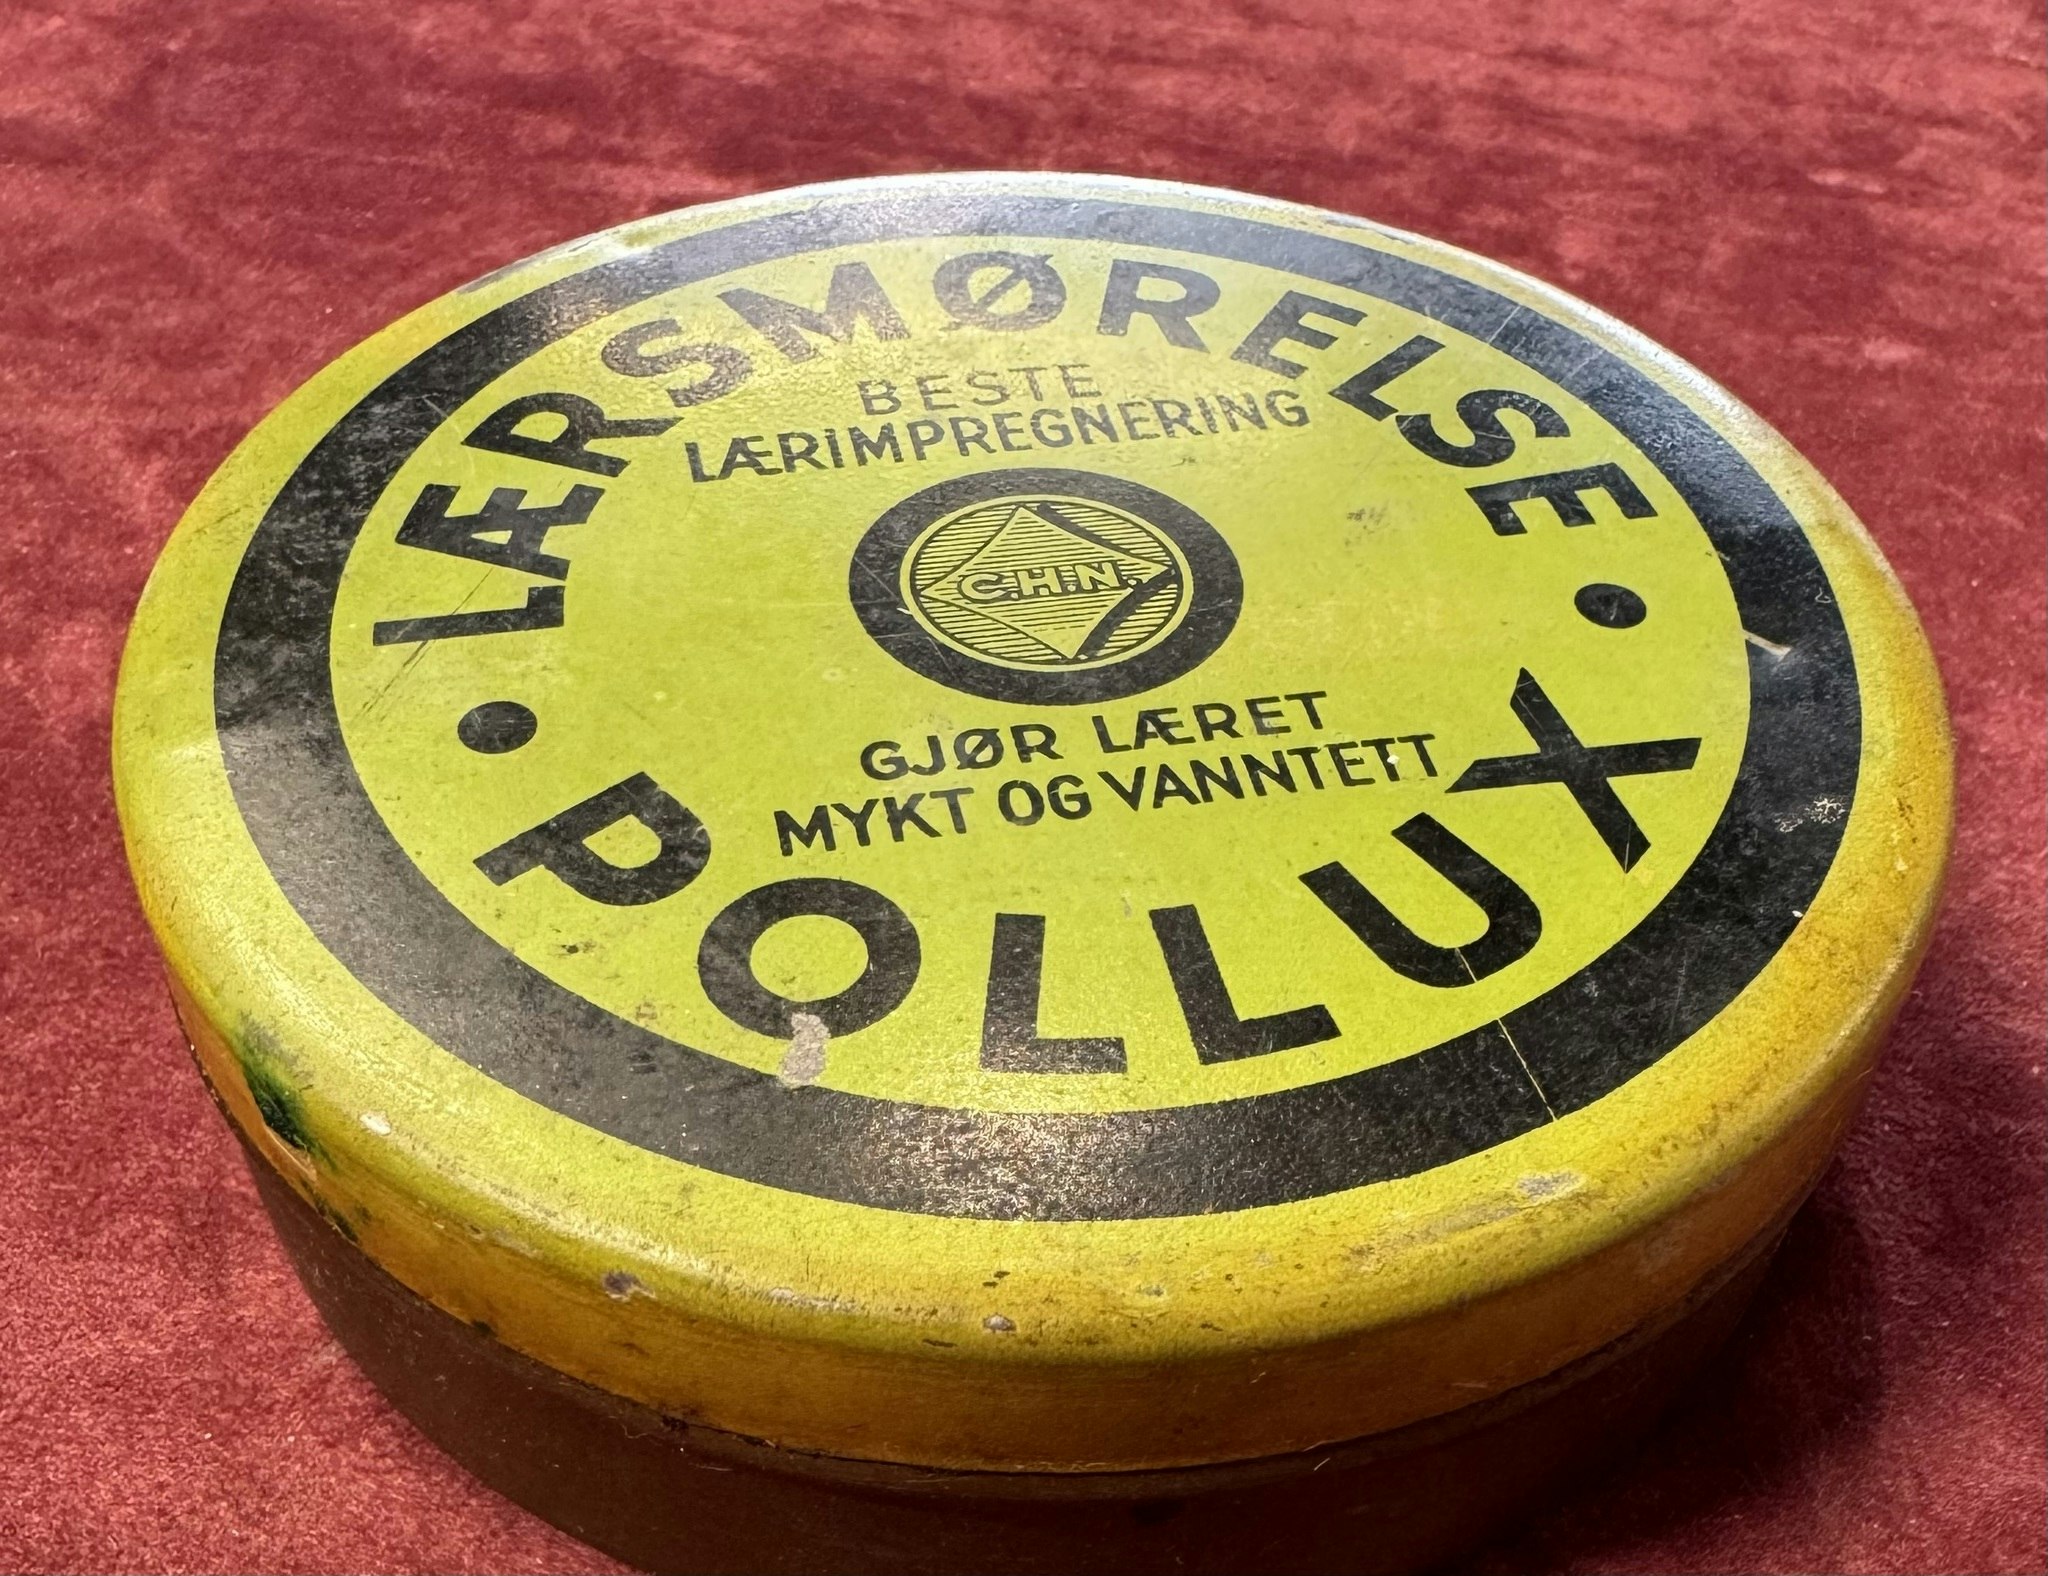 LÆRSMØRELSE
BESTE
LÆRIMPREGNERING
C.H.N.
GJØR LÆRET
MYKT OG VANNTETT
POLLUX